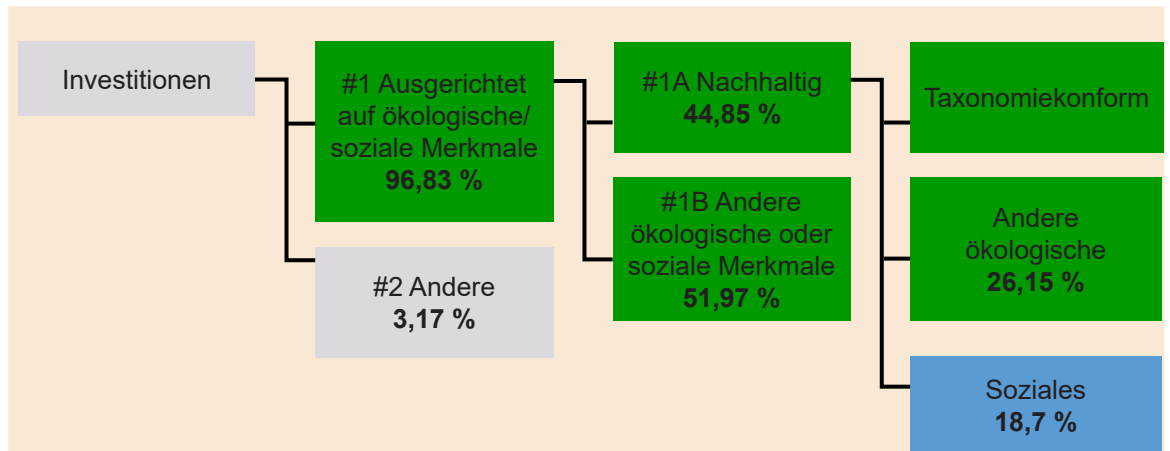 Investitionen
#1 Ausgerichtet
auf ökologische/
soziale Merkmale
96,83 %
#2 Andere
3,17 %
#1A Nachhaltig
44,85 %
#1B Andere
ökologische oder
soziale Merkmale
51,97 %
Taxonomiekonform
Andere
ökologische
26,15 %
Soziales
18,7 %